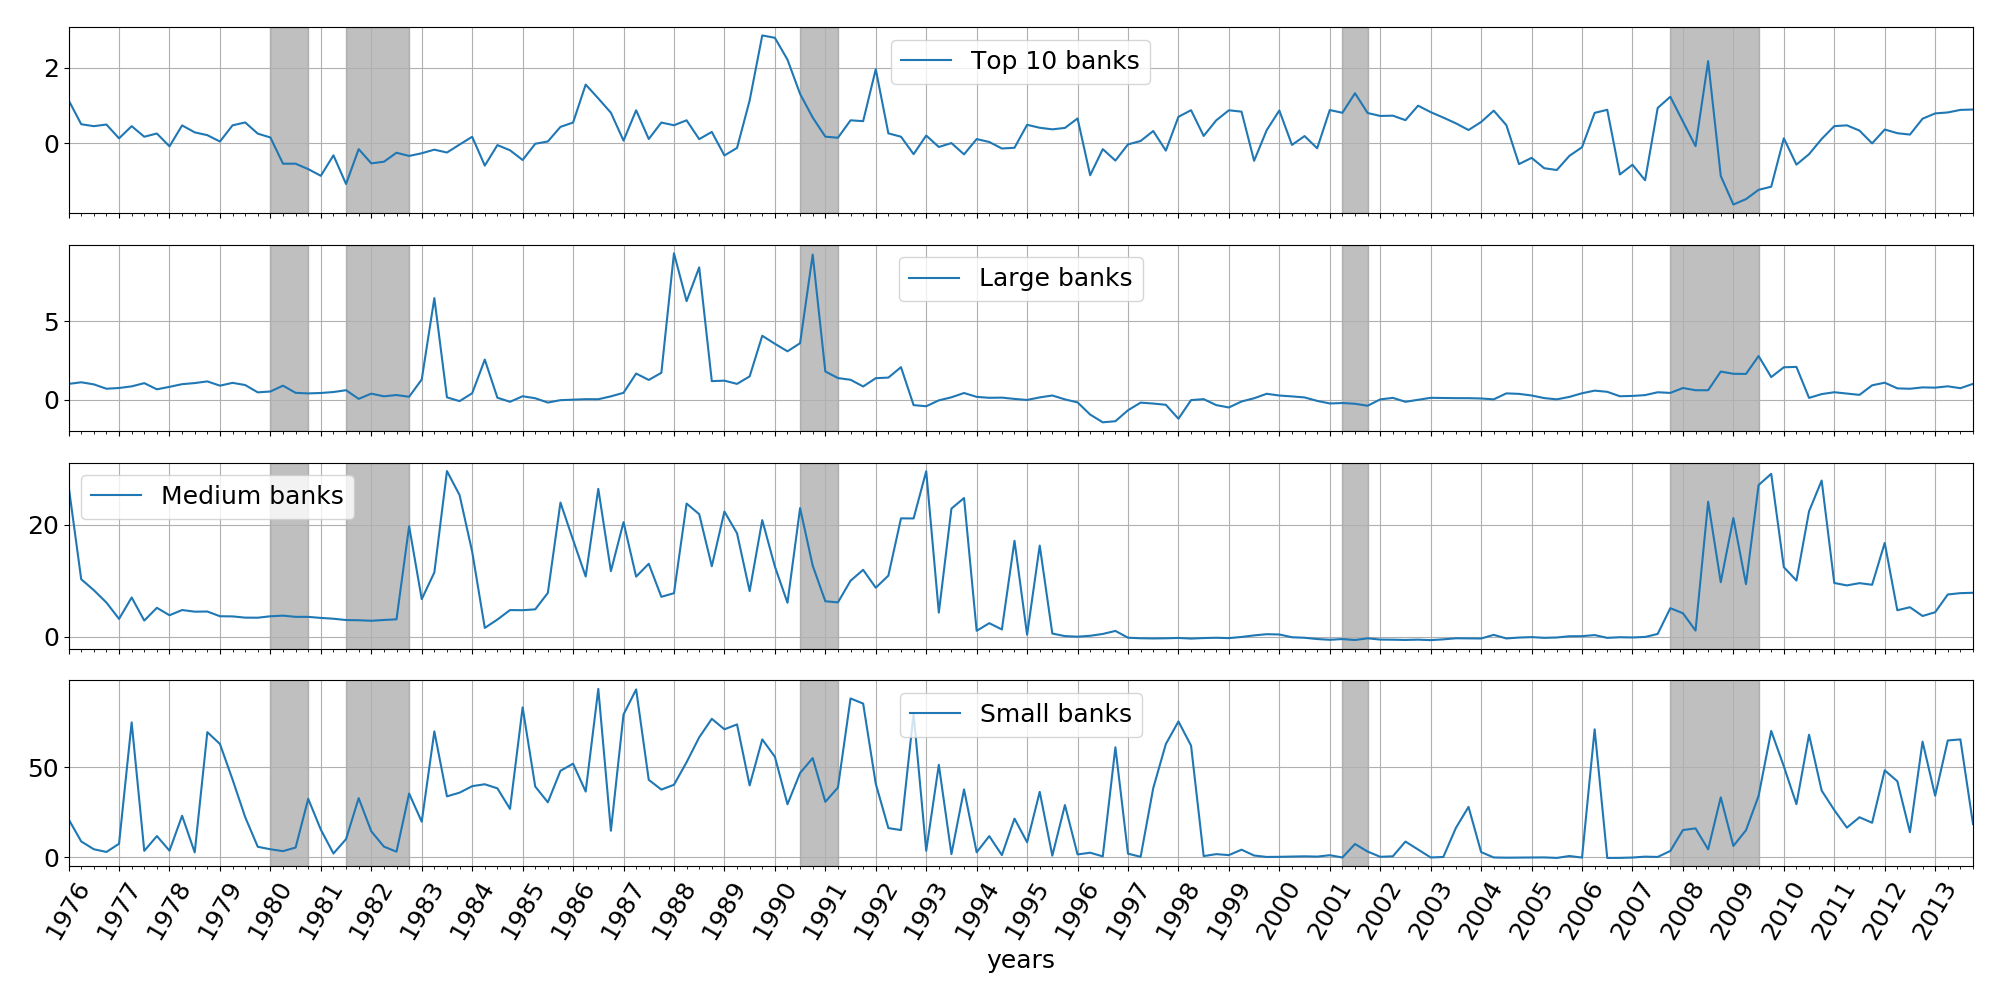 Top 10 banks
2
0
Large banks
5
0
Medium banks
20
0
Small banks
50
0
1976 1977 1978 1979 1980 1981 1982 1983 1984 1985 1986 1987 1988 1989 1990 1991 1992 1993 1994 1995 1996 1997 1998 1999 2000 2001 2002 2003 2004 2005 2006 2007 2008 2009 2010 2011 2012 2013
years